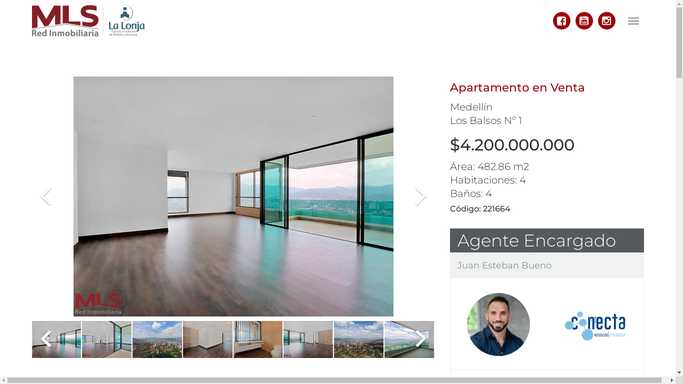 MLS
Red Inmobiliaria
La Lonja
Apartamento en Venta
Medellín
Los Balsos N° 1
$4.200.000.000
Área: 482.86 m2
Habitaciones: 4
Baños: 4
Código: 221664
Agente Encargado
Juan Esteban Bueno
conecta
MLS
Red Inmobiliaria